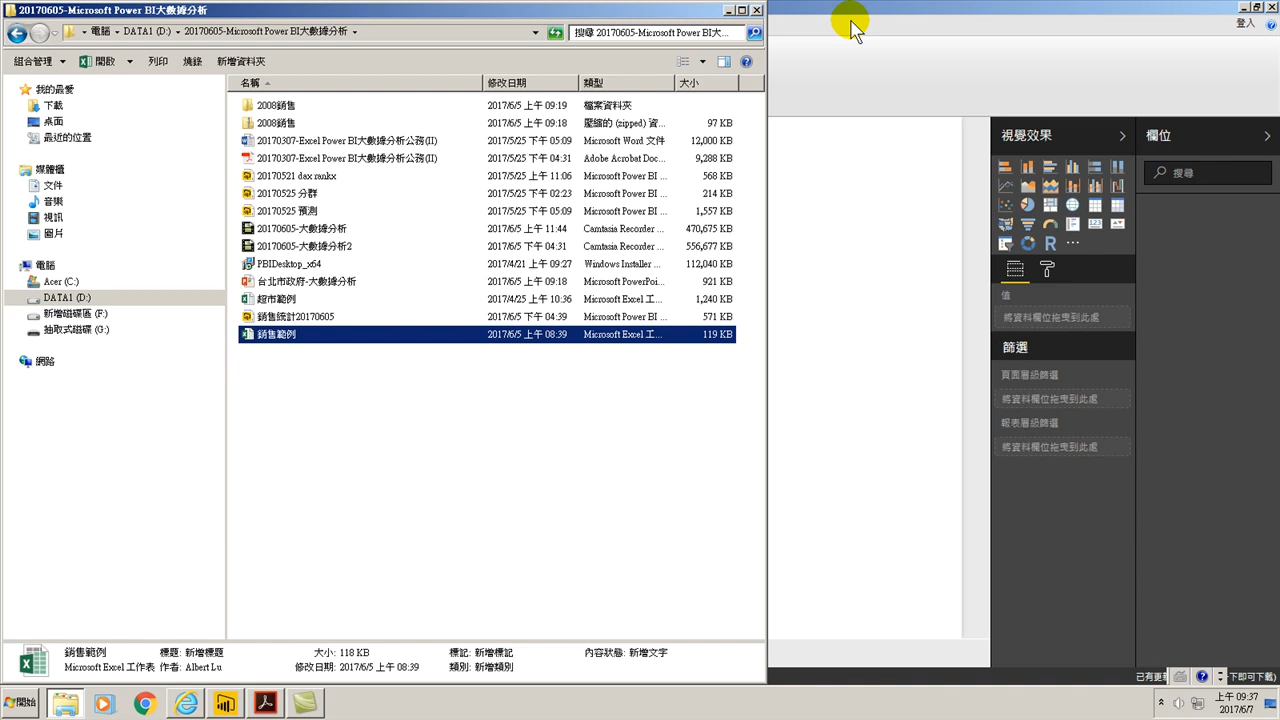 20170605-Microsoft Power BI大數據分析
電腦 DATA1 (D:) 20170605-Microsoft Power BI大數據分析
搜尋 20170605-Microsoft Power BI大...
登入
組合管理 開啟 列印 燒錄 新增資料夾
名稱 修改日期 類型 大小
我的最愛
下載
桌面
最近的位置
媒體櫃
文件
音樂
視訊
圖片
電腦
Acer (C:)
DATA1 (D:)
新增磁碟區 (F:)
抽取式磁碟 (G:)
網路
2008銷售 2017/6/5 上午 09:19 檔案資料夾
2008銷售 2017/6/5 上午 09:18 壓縮的 (zipped) 資... 97 KB
20170307-Excel Power BI大數據分析公務(II) 2017/5/25 下午 05:09 Microsoft Word 文件 12,000 KB
20170307-Excel Power BI大數據分析公務(II) 2017/5/25 下午 04:31 Adobe Acrobat Doc... 9,288 KB
20170521 dax rankx 2017/5/21 下午 11:06 Microsoft Power BI ... 568 KB
20170525 分群 2017/5/25 下午 02:23 Microsoft Power BI ... 214 KB
20170525 預測 2017/5/25 下午 05:09 Microsoft Power BI ... 1,557 KB
20170605-大數據分析 2017/6/5 上午 11:44 Camtasia Recorder ... 470,675 KB
20170605-大數據分析2 2017/6/5 下午 04:31 Camtasia Recorder ... 556,677 KB
PBIDesktop_x64 2017/4/21 上午 09:27 Windows Installer ... 112,040 KB
台北市政府-大數據分析 2017/6/5 上午 09:18 Microsoft PowerPoi... 921 KB
超市範例 2017/4/25 上午 10:36 Microsoft Excel 工... 1,240 KB
銷售統計20170605 2017/6/5 下午 04:39 Microsoft Power BI ... 571 KB
銷售範例 2017/6/5 上午 08:39 Microsoft Excel 工... 119 KB
視覺效果
欄位
搜尋
R
值
將資料欄位拖曳到此處
篩選
頁面層級篩選
將資料欄位拖曳到此處
報表層級篩選
將資料欄位拖曳到此處
銷售範例 標題: 新增標題 大小: 118 KB 標記: 新增標記 內容狀態: 新增文字
Microsoft Excel 工作表 作者: Albert Lu 修改日期: 2017/6/5 上午 08:39 類別: 新增類別
已有更新
下即可下載)
開始
上午 09:37
2017/6/7